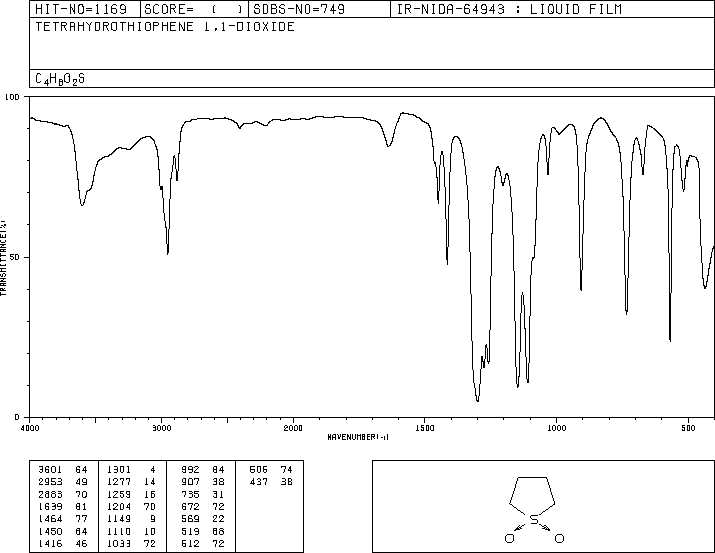 HIT-NO=1169 SCORE= ( ) SDBS-NO=749 IR-NIDA-64943 : LIQUID FILM
TETRAHYDROTHIOPHENE 1,1-DIOXIDE
C4H8O2S
100
50
0
TRANSMITTANCE(%)
4000 3000 2000 1500 1000 500
WAVENUMBER(-1)
3601 64 1301 4 992 84 506 74
2953 49 1277 14 907 38 437 38
2883 70 1259 16 735 31
1639 81 1204 70 672 72
1464 77 1149 9 569 22
1450 64 1110 10 519 68
1416 46 1033 72 512 72
S
O O